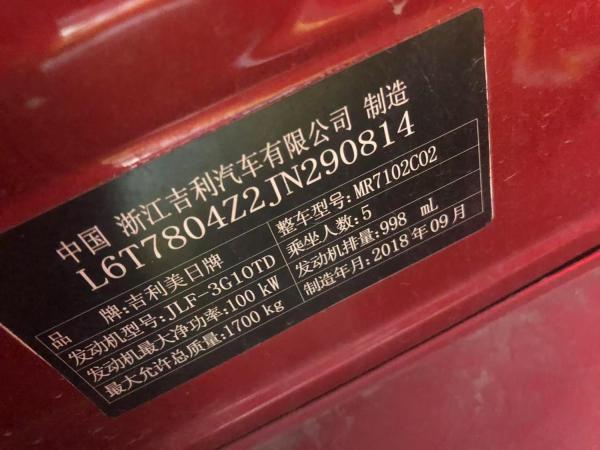 中国 浙江吉利汽车有限公司 制造
L6T7804Z2JN290814
品 牌:吉利美日牌 整车型号:MR7102C02
发动机型号:JLF-3G10TD 乘坐人数:5
发动机最大净功率:100 kW 发动机排量:998 mL
最大允许总质量:1700 kg 制造年月:2018 年 09 月